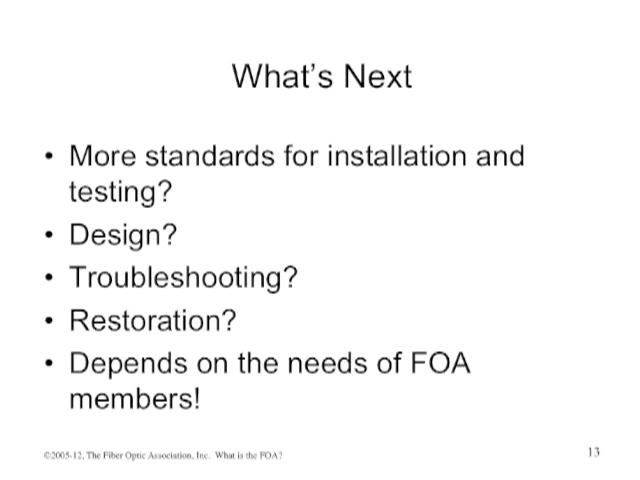 What's Next
• More standards for installation and
testing?
• Design?
• Troubleshooting?
• Restoration?
• Depends on the needs of FOA
members!
©2005-12, The Fiber Optic Association, Inc. What is the FOA?
13